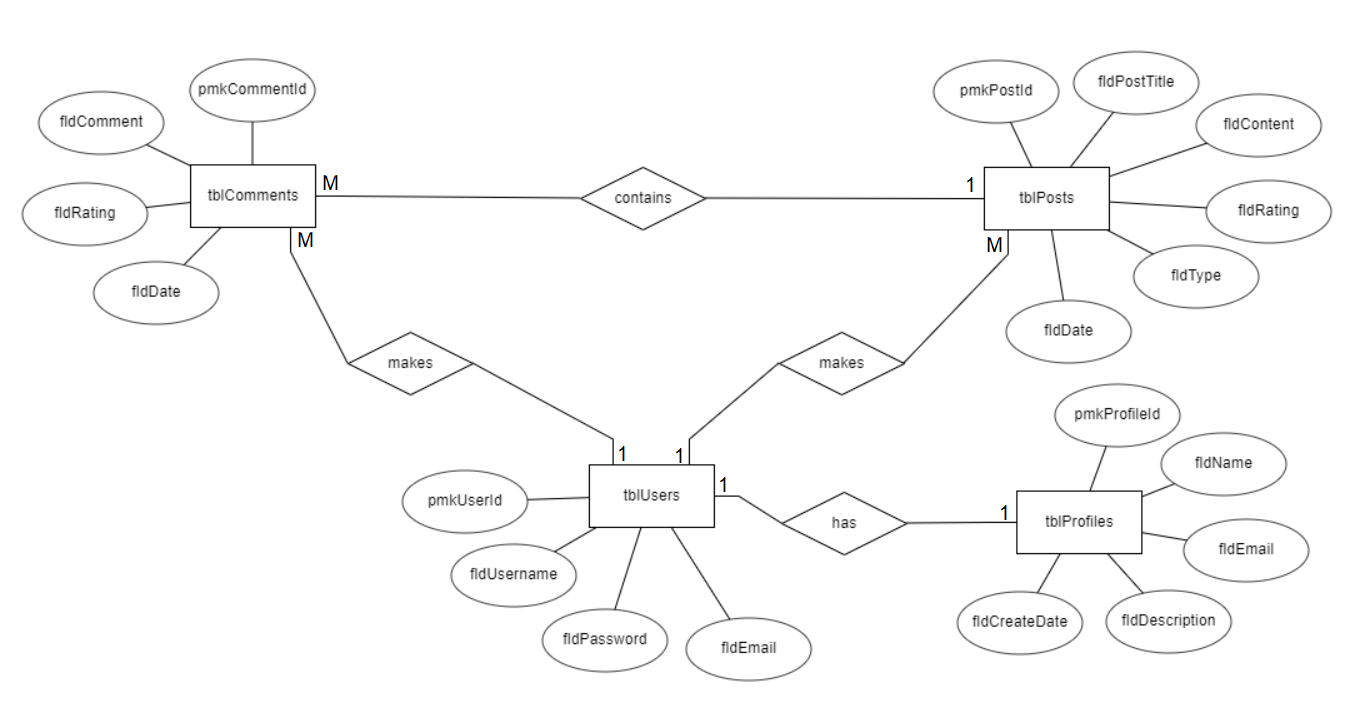 pmkCommentId
fldComment
tblComments
fldRating
fldDate
M
M
contains
1
pmkPostId
fldPostTitle
fldContent
tblPosts
fldRating
fldType
fldDate
M
makes
makes
1
1
1
tblUsers
pmkUserId
fldUsername
fldPassword
fldEmail
has
1
pmkProfileId
fldName
tblProfiles
fldEmail
fldCreateDate
fldDescription